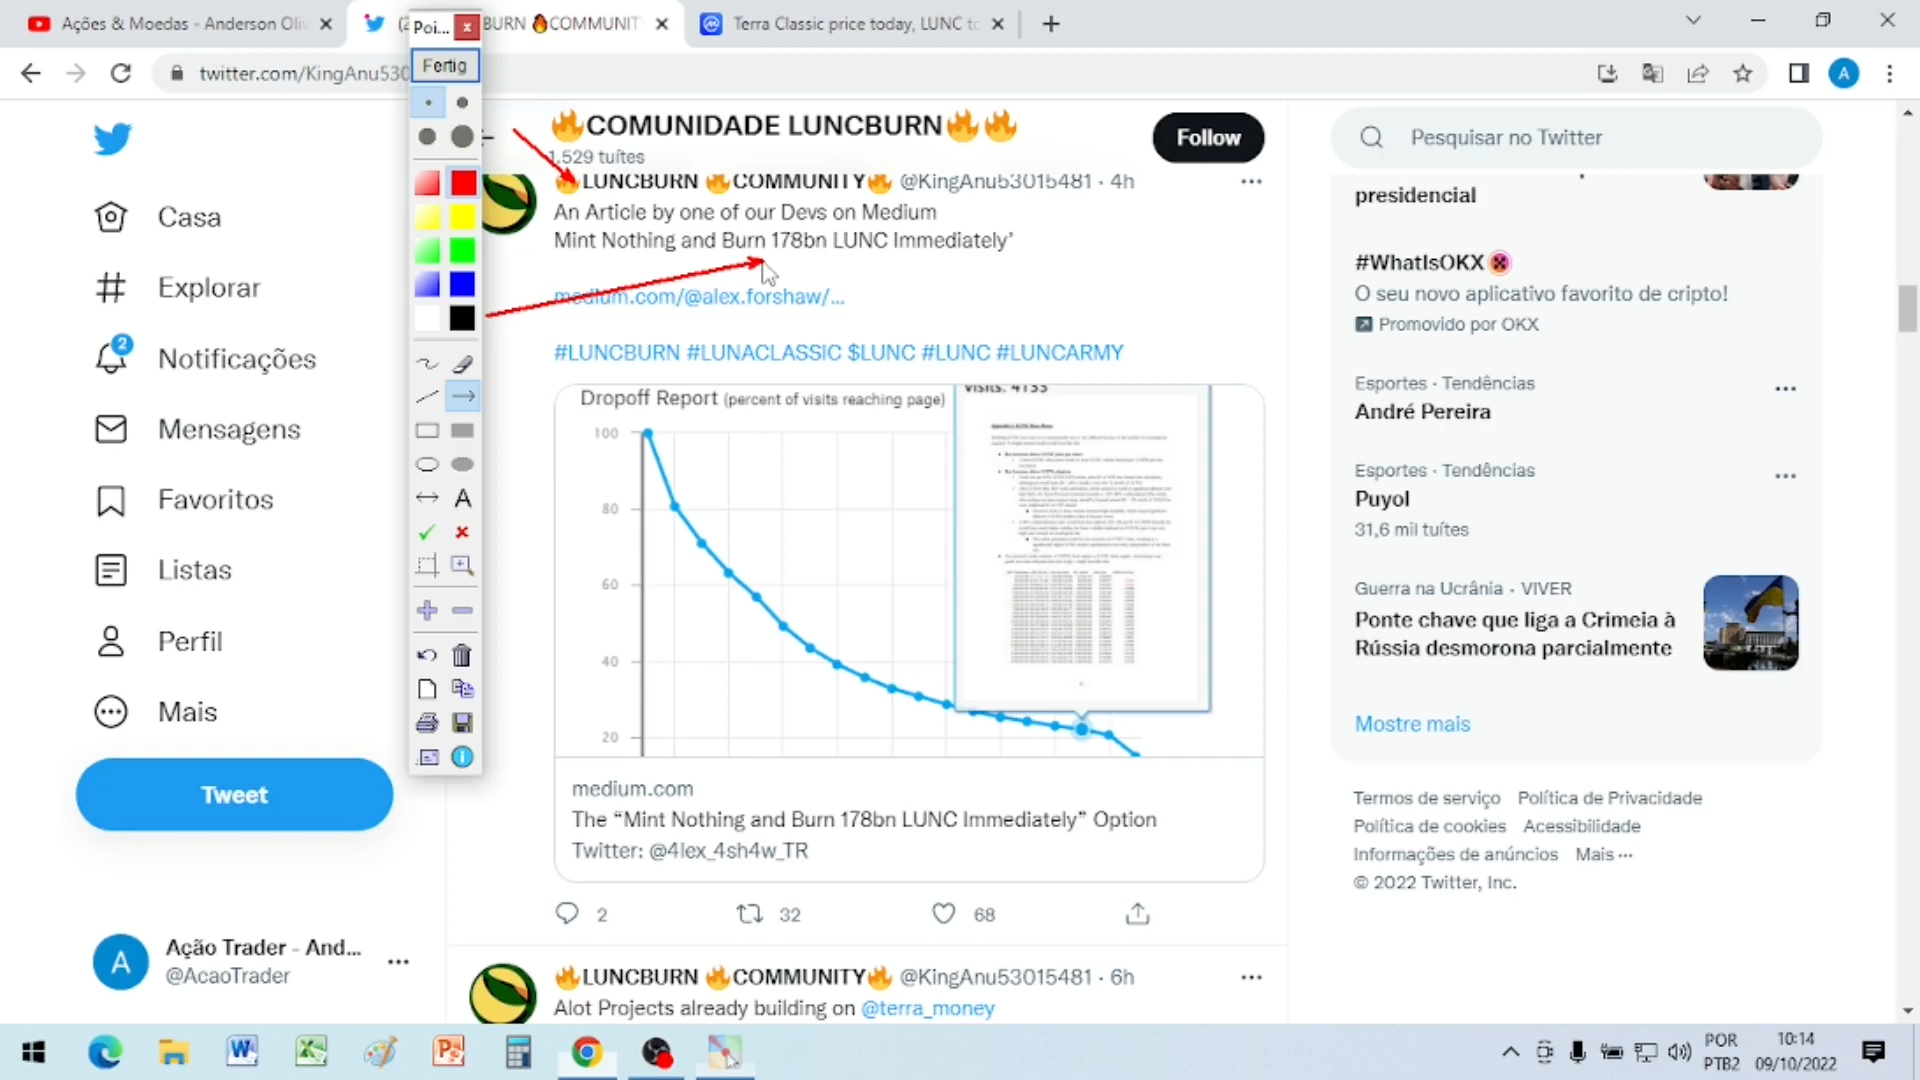 Ações & Moedas - Anderson Oli
(2
BURN 🔥COMMUNIT
Terra Classic price today, LUNC to
twitter.com/KingAnu530
A
Poi...
Fertig
A
Casa
Explorar
2
Notificações
Mensagens
Favoritos
Listas
Perfil
Mais
Tweet
A
Ação Trader - And...
@AcaoTrader
🔥COMUNIDADE LUNCBURN🔥🔥
1.529 tuítes
Follow
🔥LUNCBURN 🔥COMMUNITY🔥 @KingAnu53015481 · 4h
An Article by one of our Devs on Medium
Mint Nothing and Burn 178bn LUNC Immediately’
medium.com/@alex.forshaw/...
#LUNCBURN #LUNACLASSIC $LUNC #LUNC #LUNCARMY
Dropoff Report (percent of visits reaching page)
Visits: 4133
100
80
60
40
20
medium.com
The “Mint Nothing and Burn 178bn LUNC Immediately” Option
Twitter: @4lex_4sh4w_TR
2
32
68
🔥LUNCBURN 🔥COMMUNITY🔥 @KingAnu53015481 · 6h
Alot Projects already building on @terra_money
Pesquisar no Twitter
presidencial
#WhatIsOKX
O seu novo aplicativo favorito de cripto!
Promovido por OKX
Esportes · Tendências
André Pereira
Esportes · Tendências
Puyol
31,6 mil tuítes
Guerra na Ucrânia · VIVER
Ponte chave que liga a Crimeia à
Rússia desmorona parcialmente
Mostre mais
Termos de serviço Política de Privacidade
Política de cookies Acessibilidade
Informações de anúncios Mais ···
© 2022 Twitter, Inc.
POR
PTB2
10:14
09/10/2022